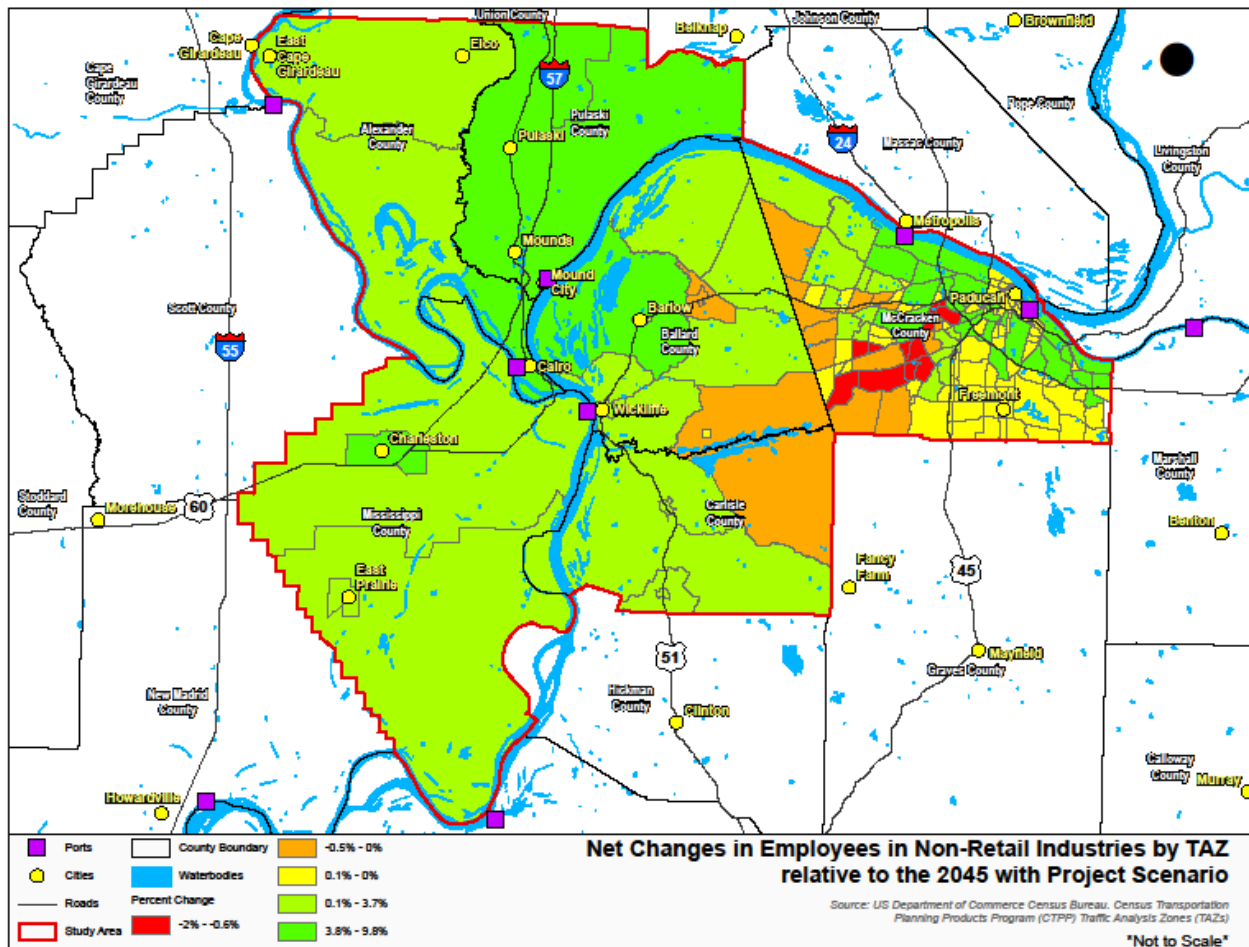 Union County
Johnson County
Belknap
Brownfield
Cape
Girardeau
East
Cape
Girardeau
Elco
Cape
Girardeau
County
57
Pulaski
County
Pope County
Alexander
County
Pulaski
24
Massac County
Livingston
County
Metropolis
Mounds
Mound
City
Scott County
Barlow
Paducah
McCracken
County
Ballard
County
55
Cairo
Wickline
Freemont
Charleston
Marshall
County
Stoddard
County
Morehouse
60
Mississippi
County
Carlisle
County
Benton
East
Prairie
Fancy
Farm
45
51
Mayfield
Graves County
New Madrid
County
Hickman
County
Clinton
Calloway
County
Murray
Howardville
Ports
County Boundary
-0.5% - 0%
Cities
Waterbodies
0.1% - 0%
Roads
Percent Change
0.1% - 3.7%
Study Area
-2% - -0.6%
3.8% - 9.8%
Net Changes in Employees in Non-Retail Industries by TAZ
relative to the 2045 with Project Scenario
Source: US Department of Commerce Census Bureau. Census Transportation
Planning Products Program (CTPP) Traffic Analysis Zones (TAZs)
*Not to Scale*